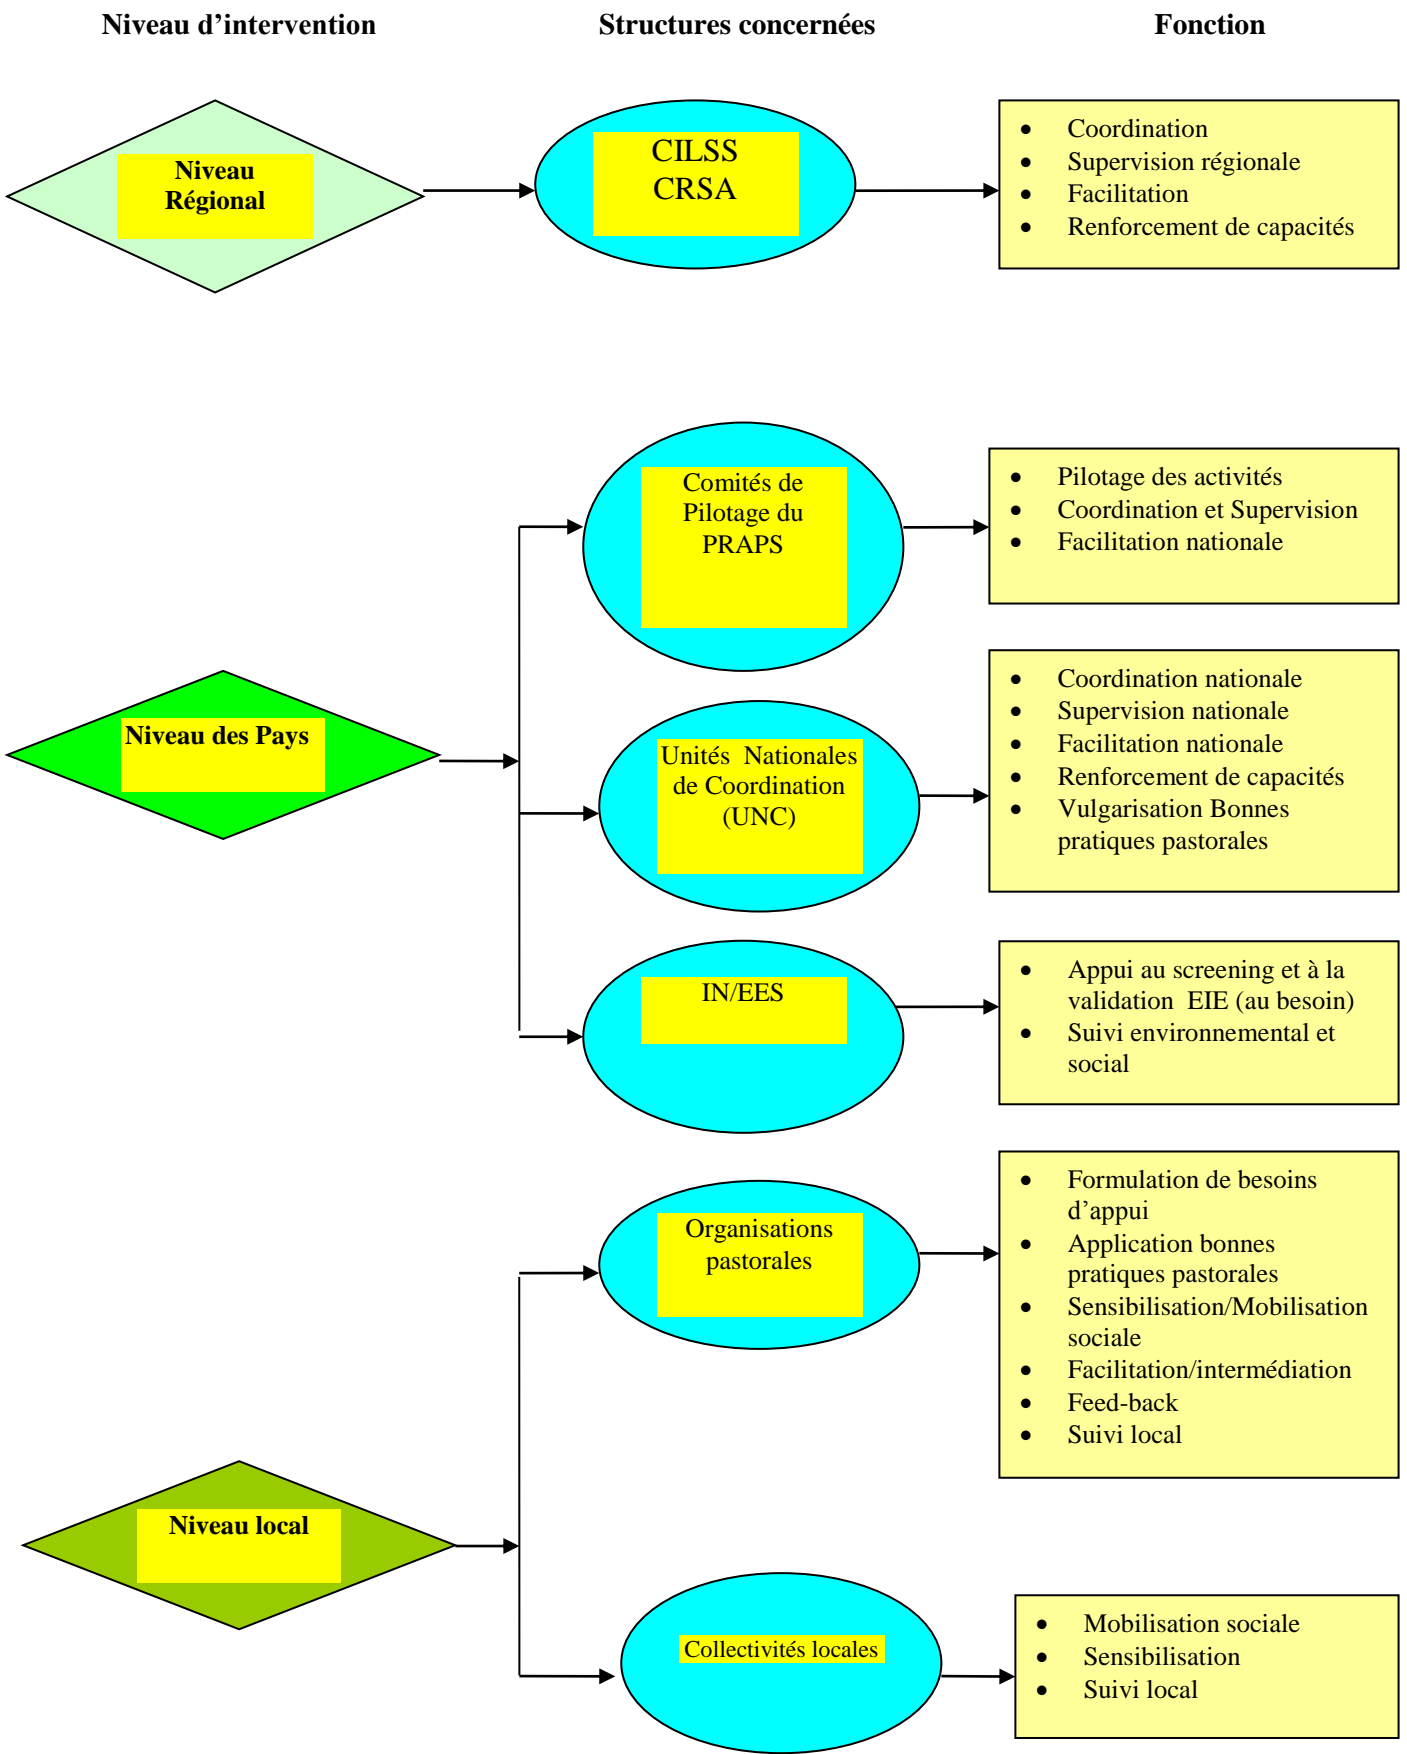 Niveau d’intervention
Structures concernées
Fonction
Niveau
Régional
CILSS
CRSA
• Coordination
• Supervision régionale
• Facilitation
• Renforcement de capacités
Niveau des Pays
Comités de
Pilotage du
PRAPS
• Pilotage des activités
• Coordination et Supervision
• Facilitation nationale
Unités Nationales
de Coordination
(UNC)
• Coordination nationale
• Supervision nationale
• Facilitation nationale
• Renforcement de capacités
• Vulgarisation Bonnes
pratiques pastorales
IN/EES
• Appui au screening et à la
validation EIE (au besoin)
• Suivi environnemental et
social
Niveau local
Organisations
pastorales
• Formulation de besoins
d’appui
• Application bonnes
pratiques pastorales
• Sensibilisation/Mobilisation
sociale
• Facilitation/intermédiation
• Feed-back
• Suivi local
Collectivités locales
• Mobilisation sociale
• Sensibilisation
• Suivi local